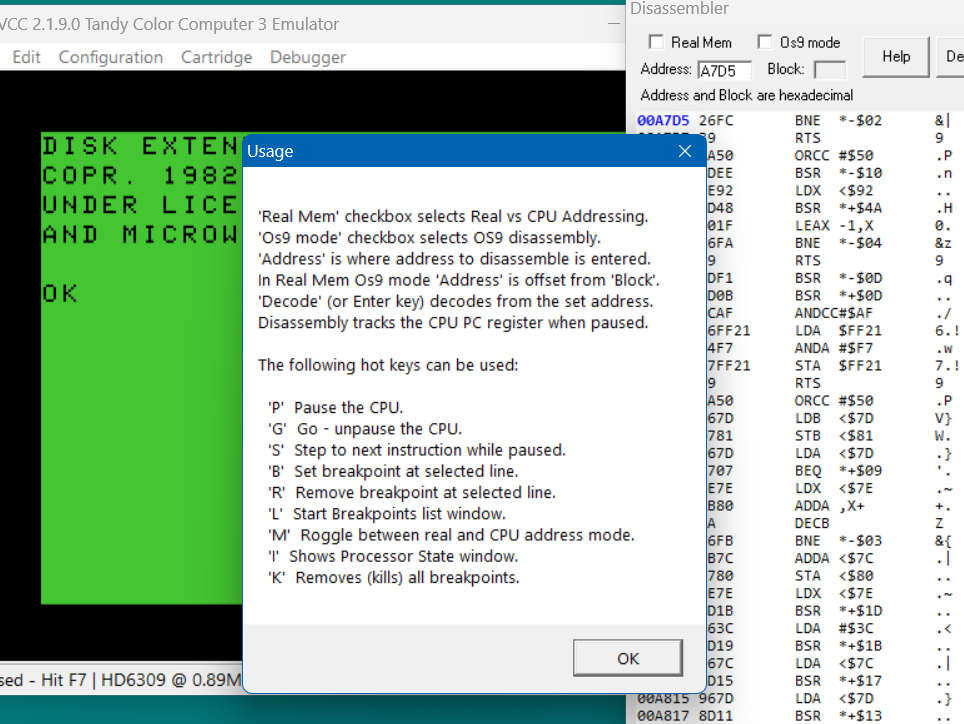 VCC 2.1.9.0 Tandy Color Computer 3 Emulator
Edit Configuration Cartridge Debugger
DISK EXTEN
COPR. 1982
UNDER LICE
AND MICROW
OK
sed - Hit F7 | HD6309 @ 0.89M
Usage
'Real Mem' checkbox selects Real vs CPU Addressing.
'Os9 mode' checkbox selects OS9 disassembly.
'Address' is where address to disassemble is entered.
In Real Mem Os9 mode 'Address' is offset from 'Block'.
'Decode' (or Enter key) decodes from the set address.
Disassembly tracks the CPU PC register when paused.
The following hot keys can be used:
'P' Pause the CPU.
'G' Go - unpause the CPU.
'S' Step to next instruction while paused.
'B' Set breakpoint at selected line.
'R' Remove breakpoint at selected line.
'L' Start Breakpoints list window.
'M' Roggle between real and CPU address mode.
'I' Shows Processor State window.
'K' Removes (kills) all breakpoints.
OK
Disassembler
Real Mem Os9 mode
Help De
Address: A7D5 Block:
Address and Block are hexadecimal
00A7D5 26FC BNE *-$02 &|
39 RTS 9
A50 ORCC #$50 .P
DEE BSR *-$10 .n
E92 LDX <$92 ..
D48 BSR *+$4A .H
01F LEAX -1,X 0.
6FA BNE *-$04 &z
9 RTS 9
DF1 BSR *-$0D .q
D0B BSR *+$0D ..
CAF ANDCC#$AF ./
6FF21 LDA $FF21 6.!
4F7 ANDA #$F7 .w
7FF21 STA $FF21 7.!
9 RTS 9
A50 ORCC #$50 .P
67D LDB <$7D V}
781 STB <$81 W.
67D LDA <$7D .}
707 BEQ *+$09 '.
E7E LDX <$7E .~
B80 ADDA ,X+ +.
A DECB Z
6FB BNE *-$03 &{
B7C ADDA <$7C .|
780 STA <$80 ..
E7E LDX <$7E .~
D1B BSR *+$1D ..
63C LDA #$3C .<
D19 BSR *+$1B ..
67C LDA <$7C .|
D15 BSR *+$17 ..
00A815 967D LDA <$7D .}
00A817 8D11 BSR *+$13 ..